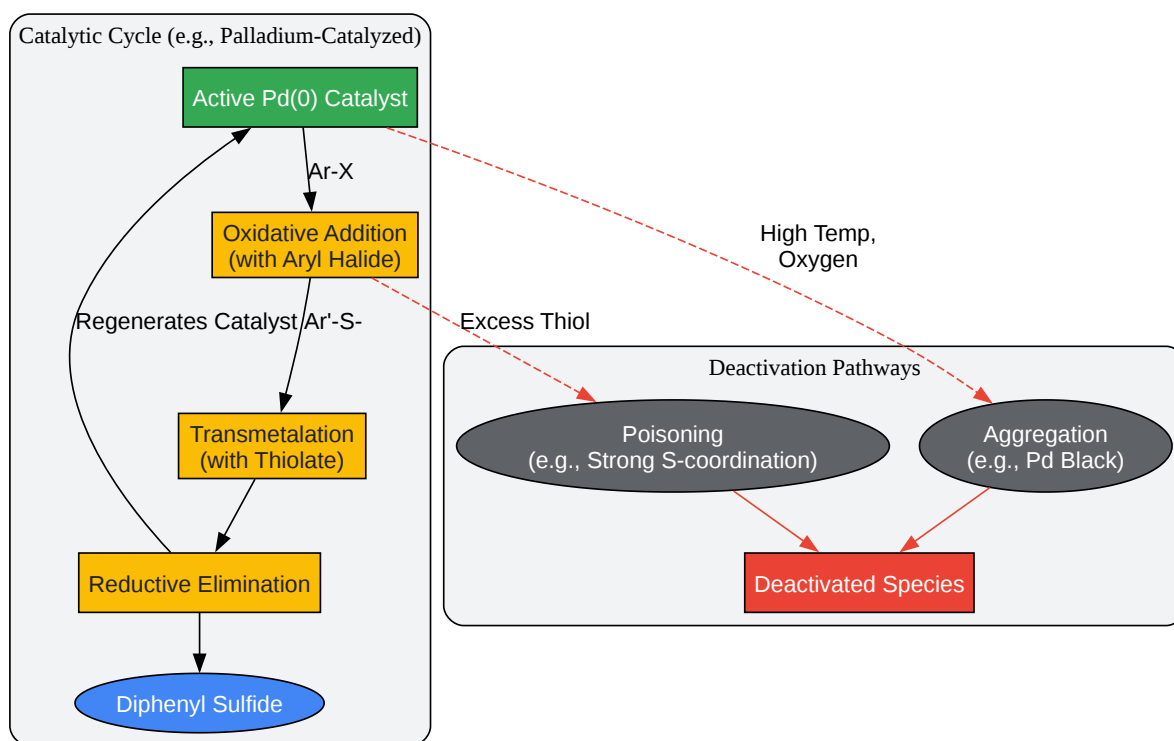 Catalytic Cycle (e.g., Palladium-Catalyzed)
Active Pd(0) Catalyst
Ar-X
Oxidative Addition
(with Aryl Halide)
High Temp,
Oxygen
Regenerates Catalyst
Ar'-S-
Excess Thiol
Deactivation Pathways
Transmetalation
(with Thiolate)
Poisoning
(e.g., Strong S-coordination)
Aggregation
(e.g., Pd Black)
Reductive Elimination
Deactivated Species
Diphenyl Sulfide